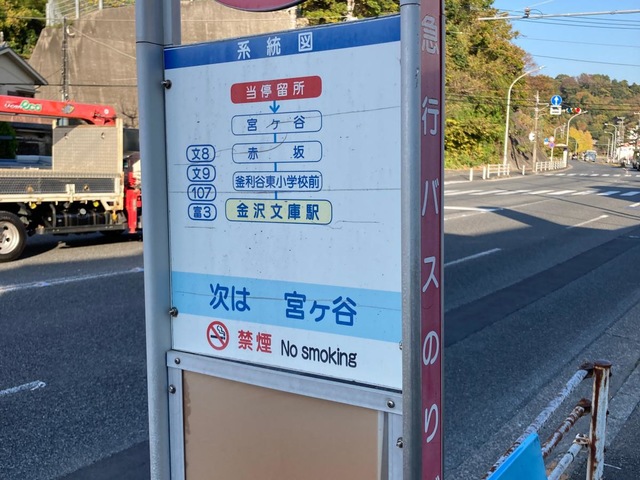 系統図
当停留所
宮ヶ谷
赤坂
釜利谷東小学校前
金沢文庫駅
文8
文9
107
富3
次は 宮ヶ谷
禁煙 No smoking
急行バスのり